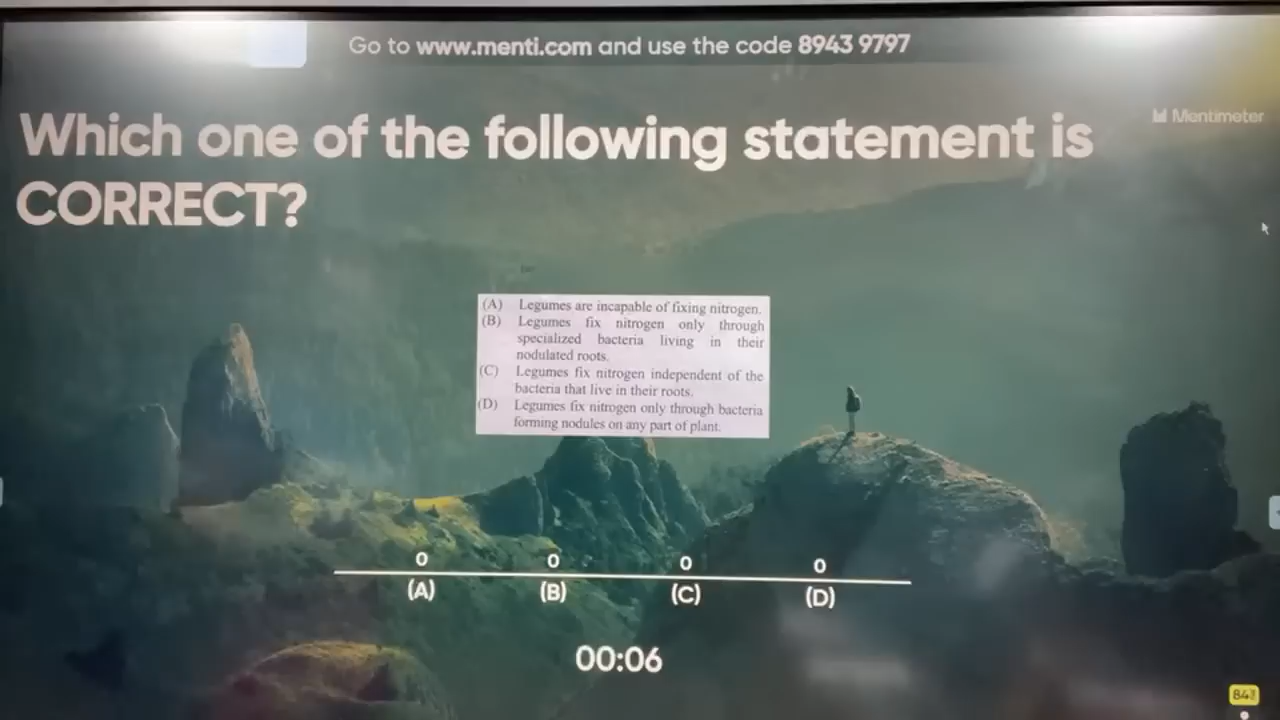 Go to www.menti.com and use the code 8943 9797
Mentimeter
Which one of the following statement is
CORRECT?
(A) Legumes are incapable of fixing nitrogen.
(B) Legumes fix nitrogen only through
specialized bacteria living in their
nodulated roots.
(C) Legumes fix nitrogen independent of the
bacteria that live in their roots.
(D) Legumes fix nitrogen only through bacteria
forming nodules on any part of plant.
0 0 0 0
(A) (B) (C) (D)
00:06